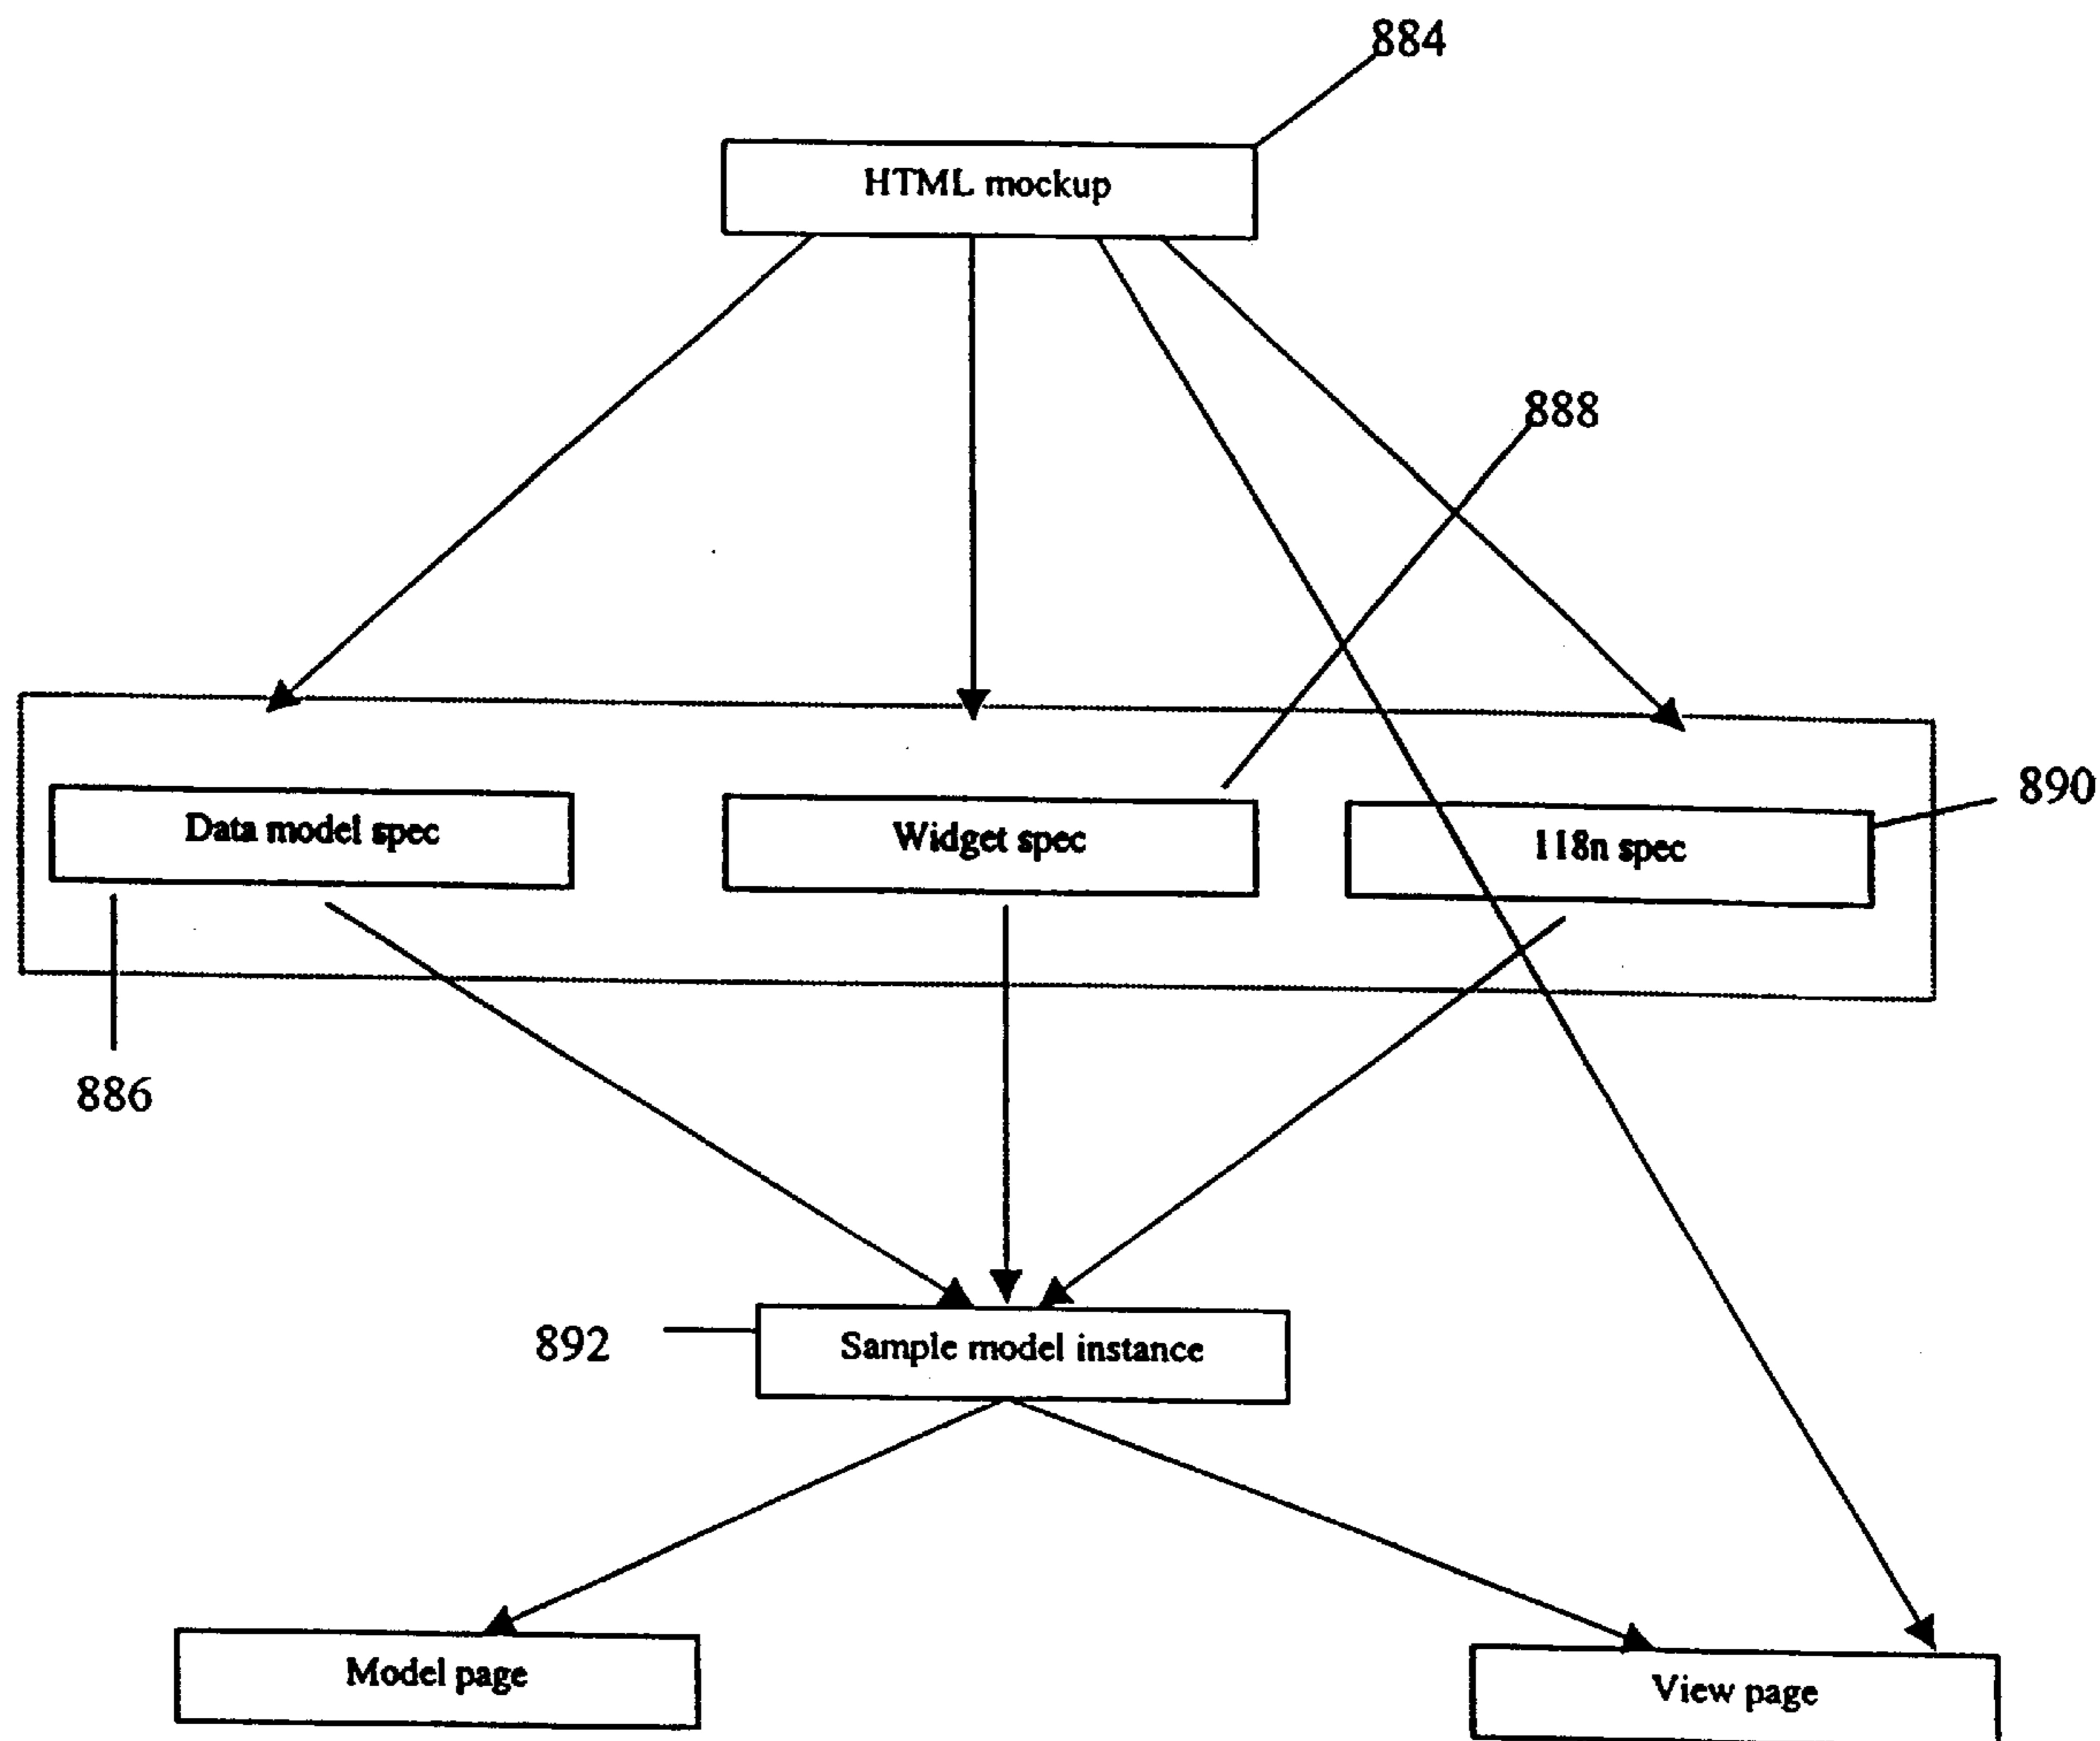 884
HTML mockup
888
890
Data model spec
Widget spec
118n spec
886
892
Sample model instance
Model page
View page